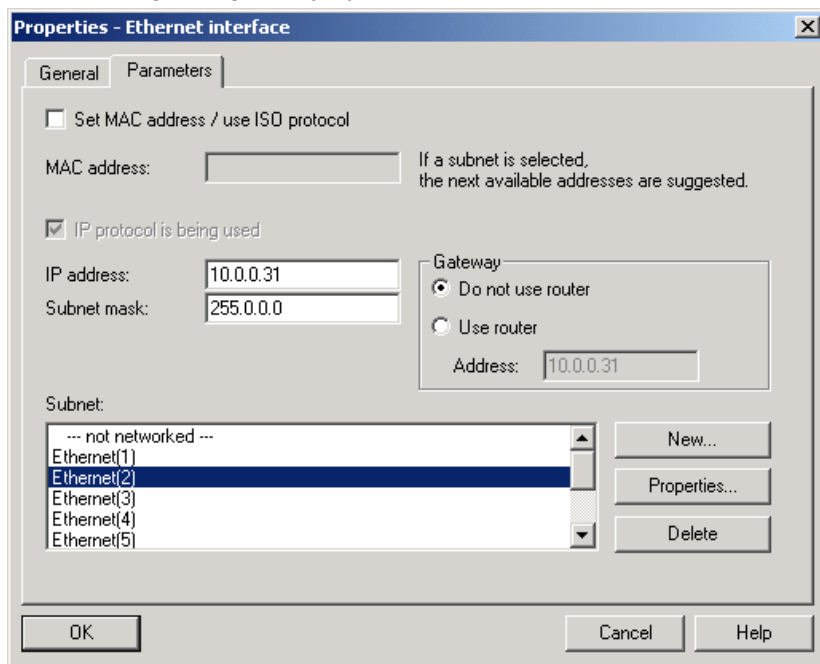 Properties - Ethernet interface
General Parameters
Set MAC address / use ISO protocol
MAC address:
If a subnet is selected,
the next available addresses are suggested.
IP protocol is being used
IP address: 10.0.0.31
Subnet mask: 255.0.0.0
Gateway
Do not use router
Use router
Address: 10.0.0.31
Subnet:
--- not networked ---
Ethernet(1)
Ethernet(2)
Ethernet(3)
Ethernet(4)
Ethernet(5)
New...
Properties...
Delete
OK Cancel Help